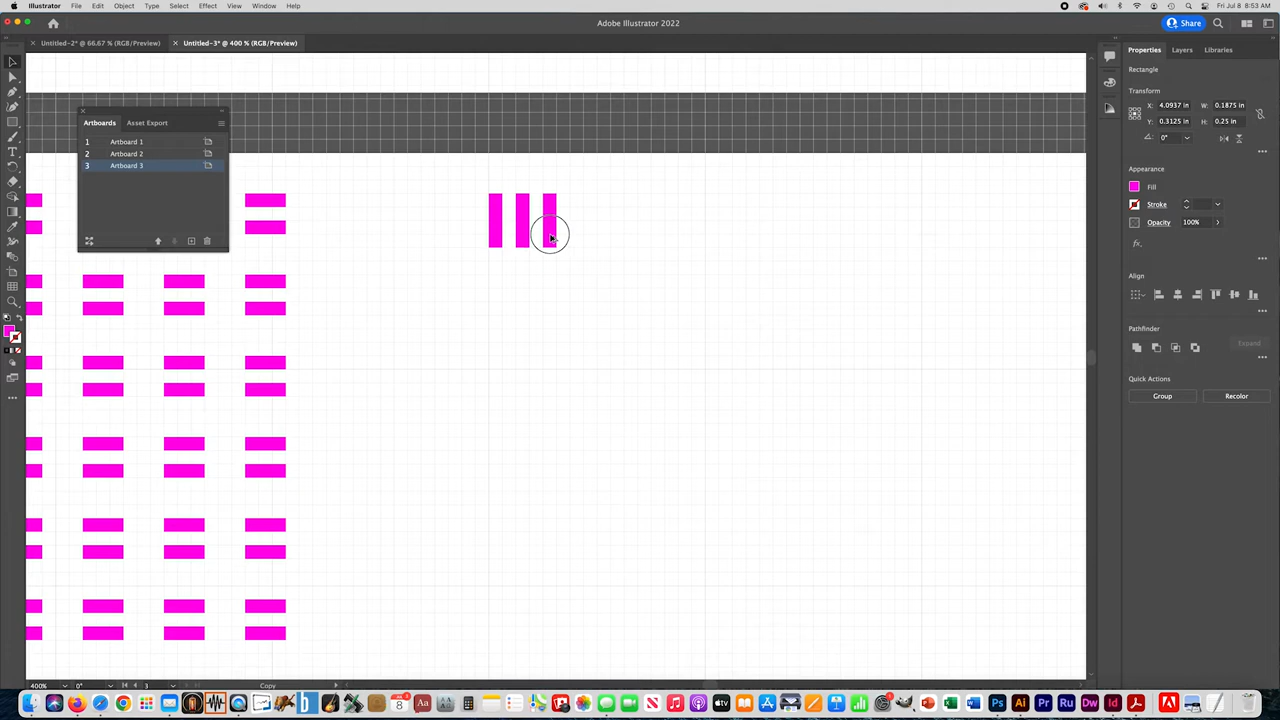 Illustrator File Edit Object Type Select Effect View Window Help
Fri Jul 8 8:53 AM
Adobe Illustrator 2022
Share
Untitled-2* @ 66.67 % (RGB/Preview)
Untitled-3* @ 400 % (RGB/Preview)
Properties Layers Libraries
Rectangle
Transform
X: 4.0937 in W: 0.1875 in
Y: 0.3125 in H: 0.25 in
0°
Appearance
Fill
Stroke
Opacity 100%
Align
Pathfinder
Expand
Quick Actions
Group Recolor
Artboards Asset Export
1 Artboard 1
2 Artboard 2
3 Artboard 3
400% 0° 3 Copy